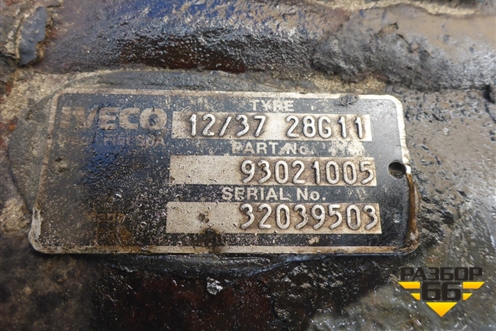 TYPE
IVECO 12/37 28G11
PART No.
93021005
SERIAL No.
32039503
РАЗБОР
66